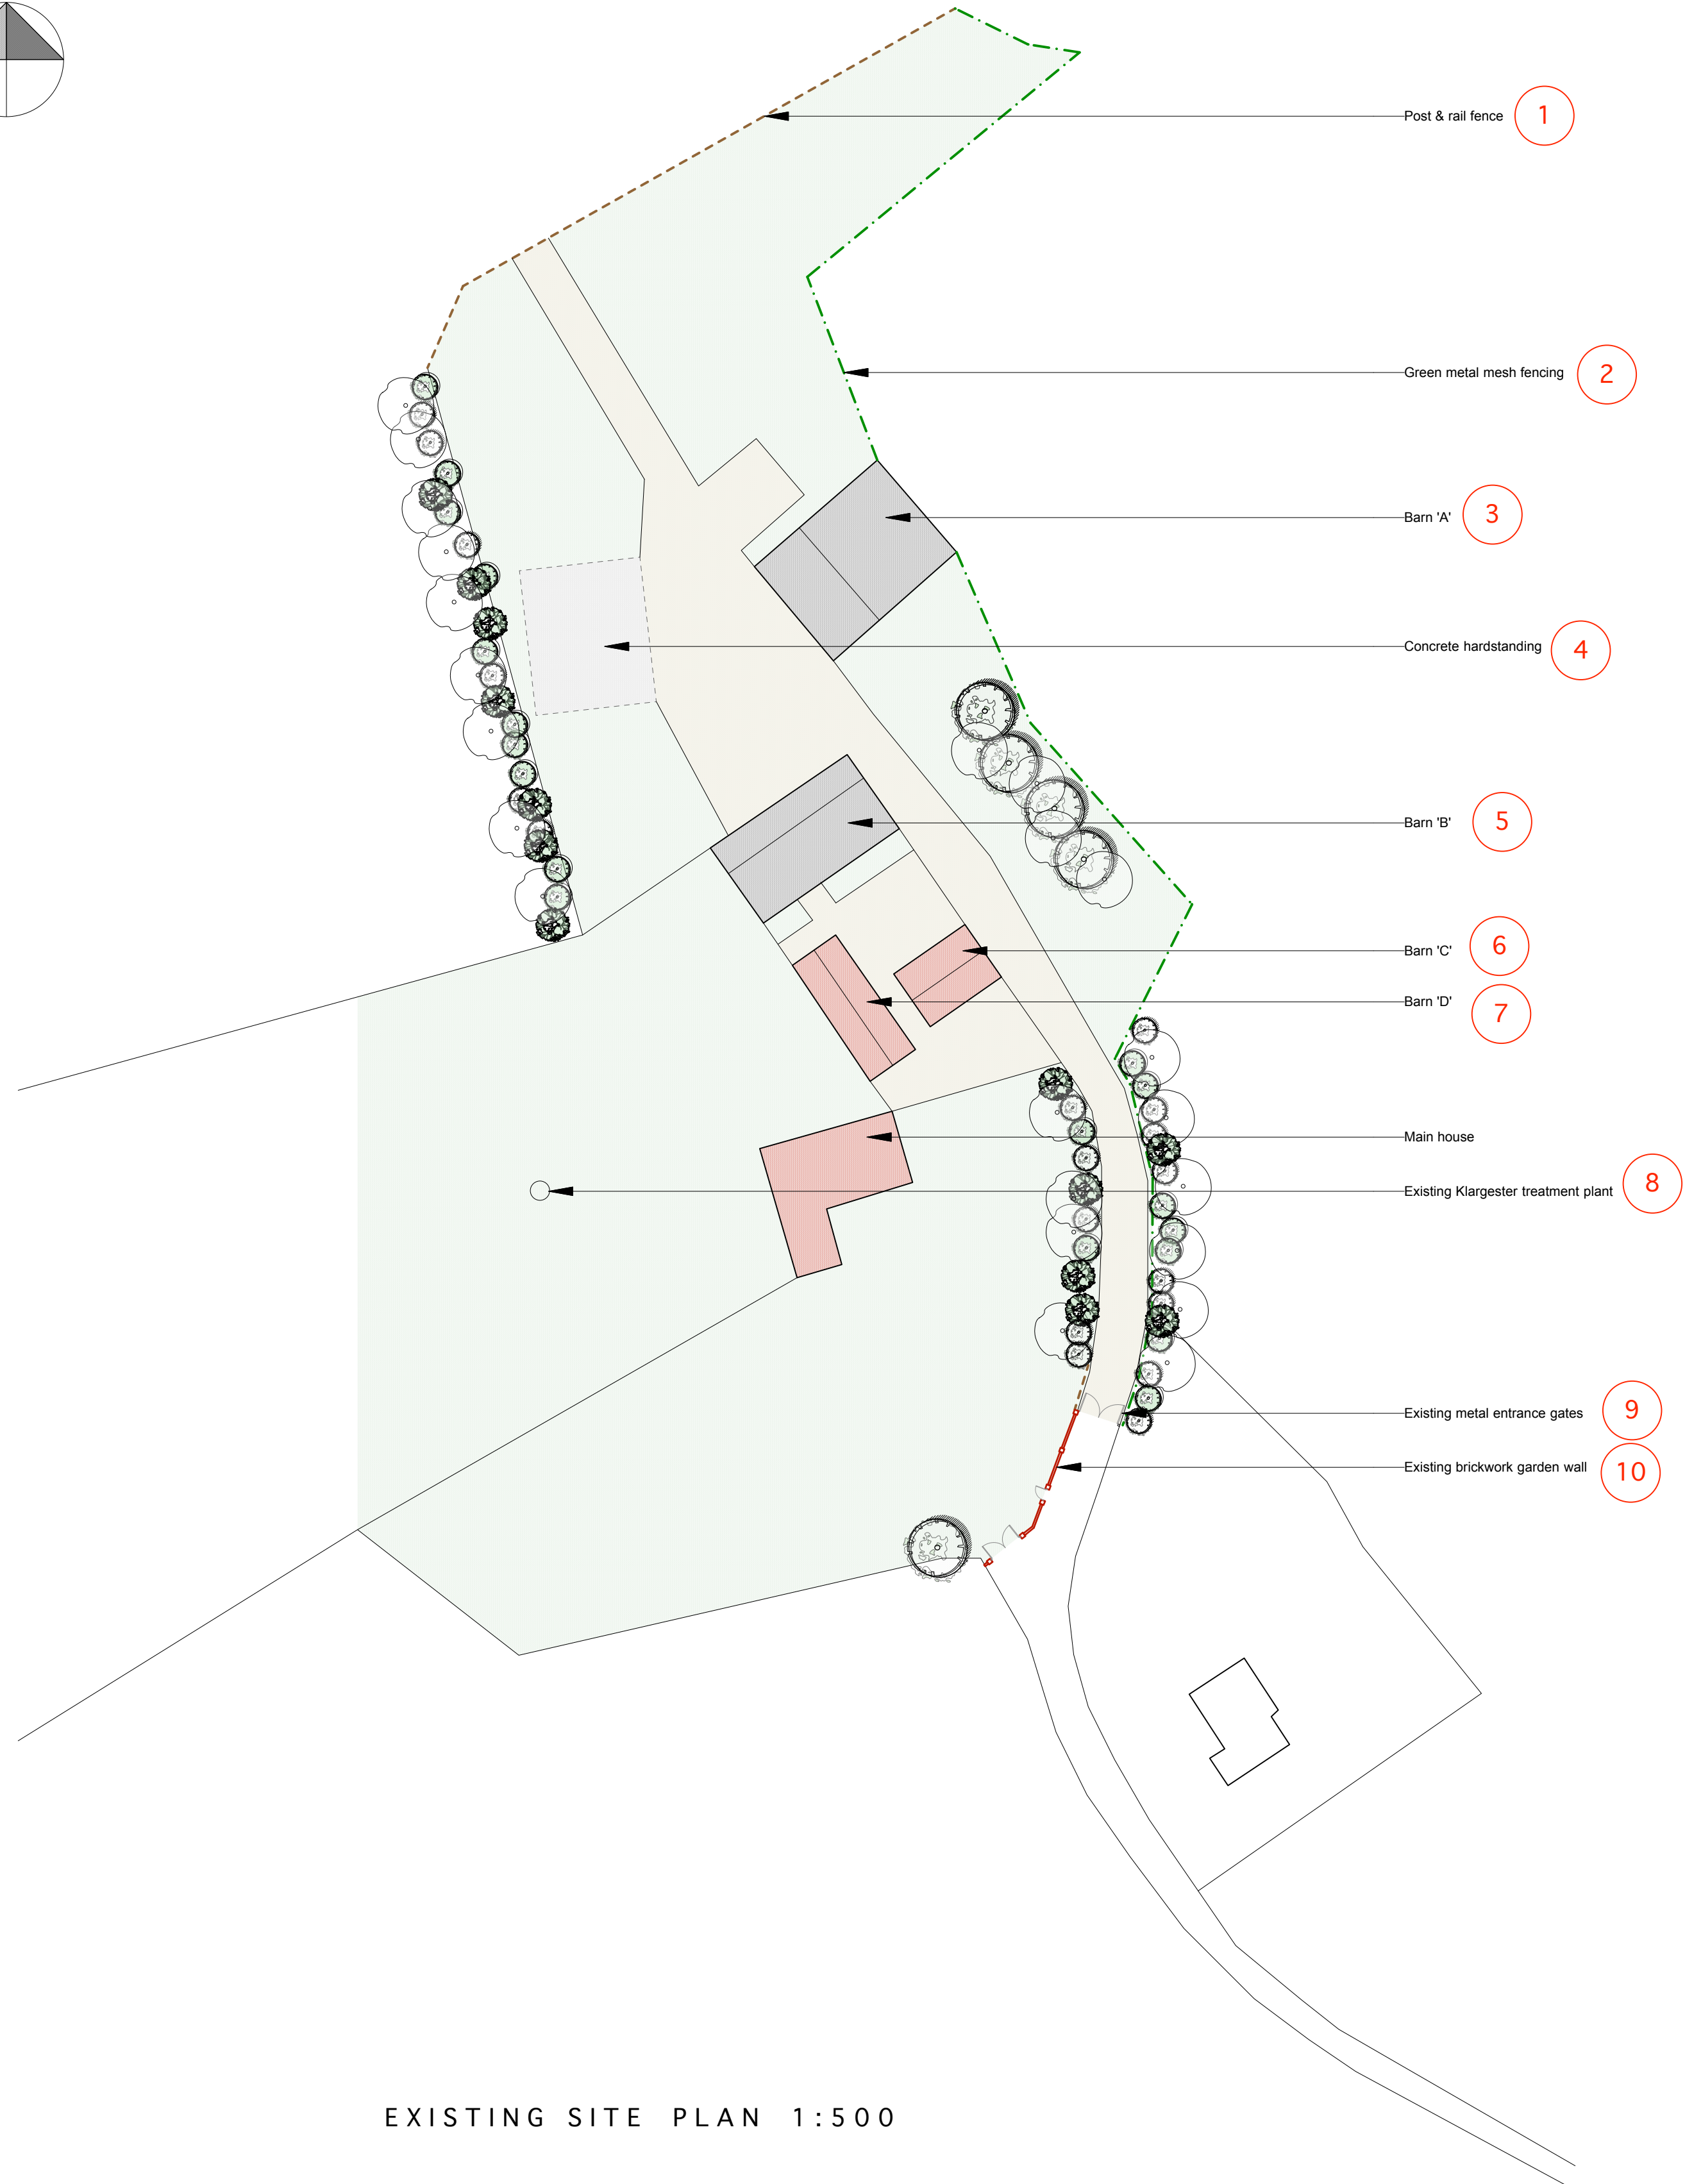 Post & rail fence 1
Green metal mesh fencing 2
Barn 'A' 3
Concrete hardstanding 4
Barn 'B' 5
Barn 'C' 6
Barn 'D' 7
Main house
Existing Klargester treatment plant 8
Existing metal entrance gates 9
Existing brickwork garden wall 10
EXISTING SITE PLAN 1:500